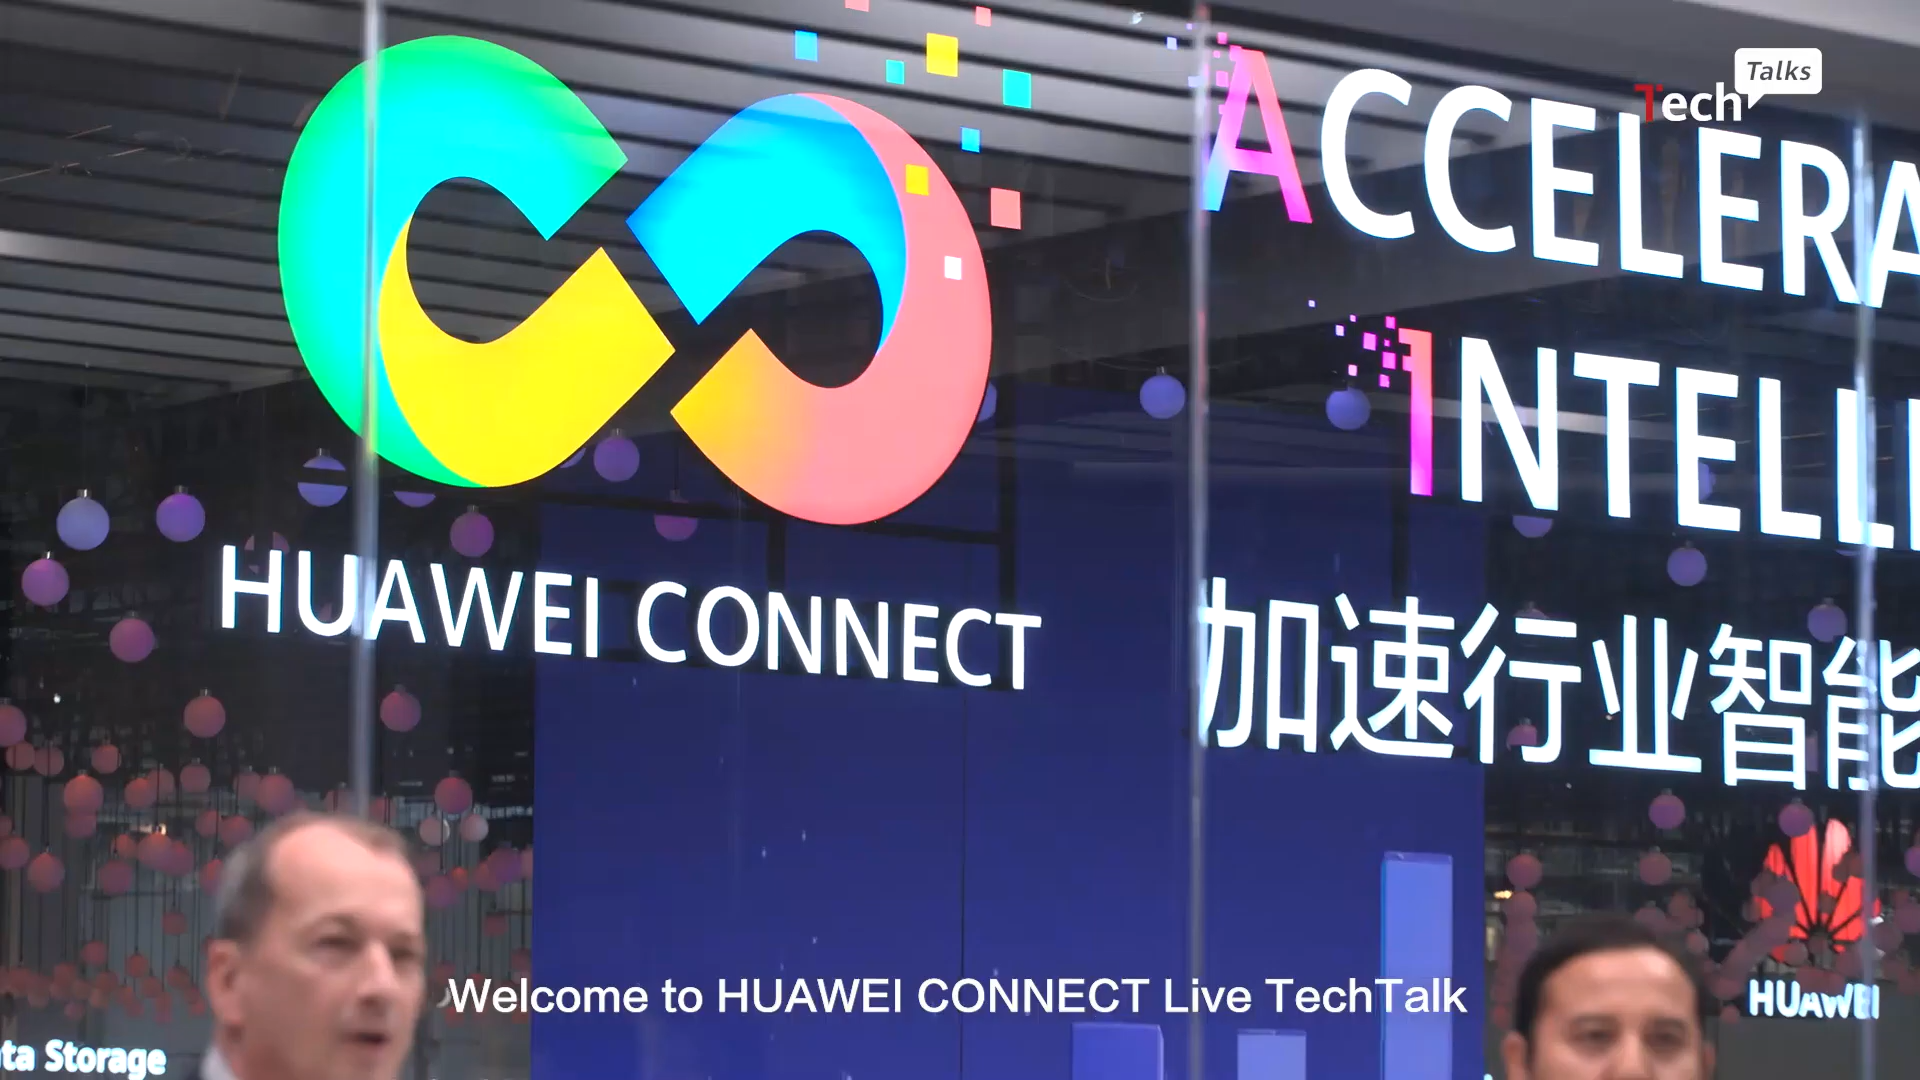 Tech Talks
ACCELERA
INTELLI
HUAWEI CONNECT
加速行业智能
HUAWEI
Welcome to HUAWEI CONNECT Live TechTalk
ta Storage